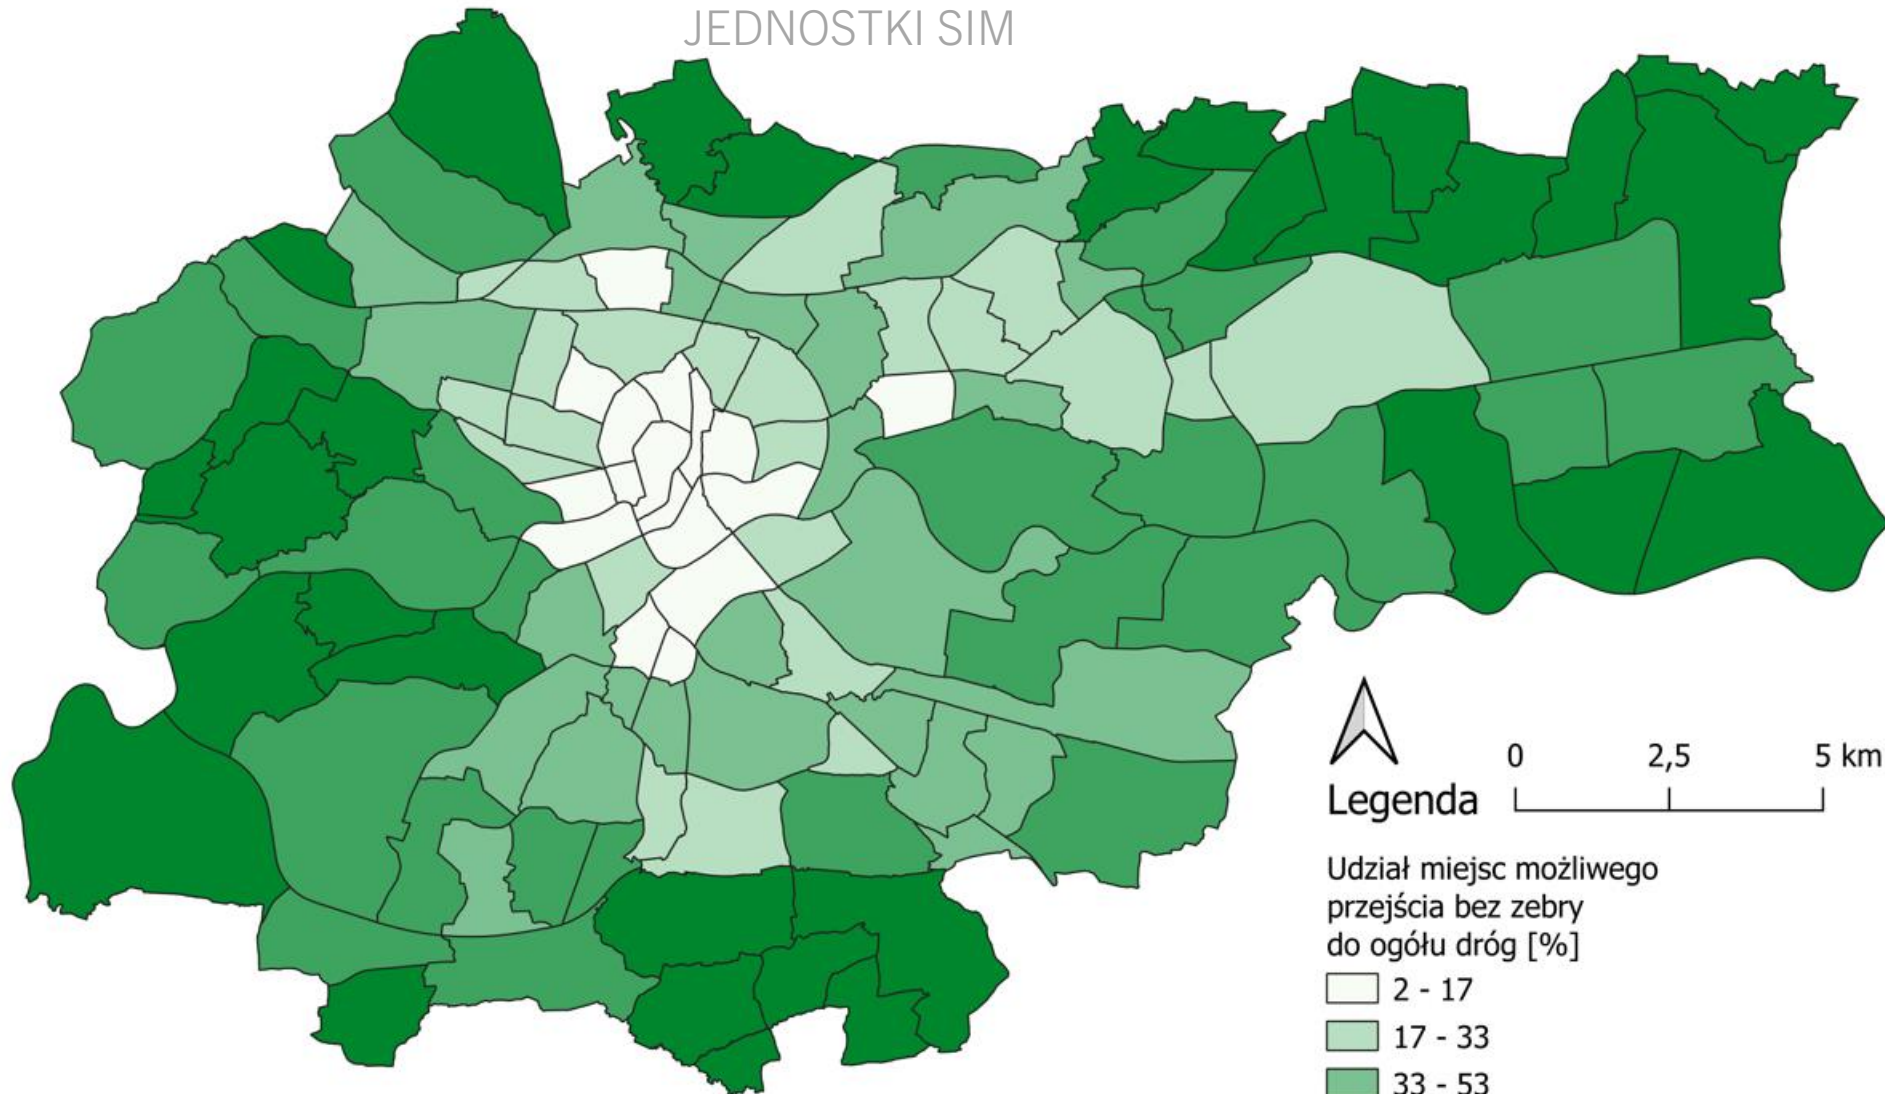 JEDNOSTKI SIM
0 2,5 5 km
Legenda
Udział miejsc możliwego
przejścia bez zebry
do ogółu dróg [%]
2 - 17
17 - 33
33 - 53